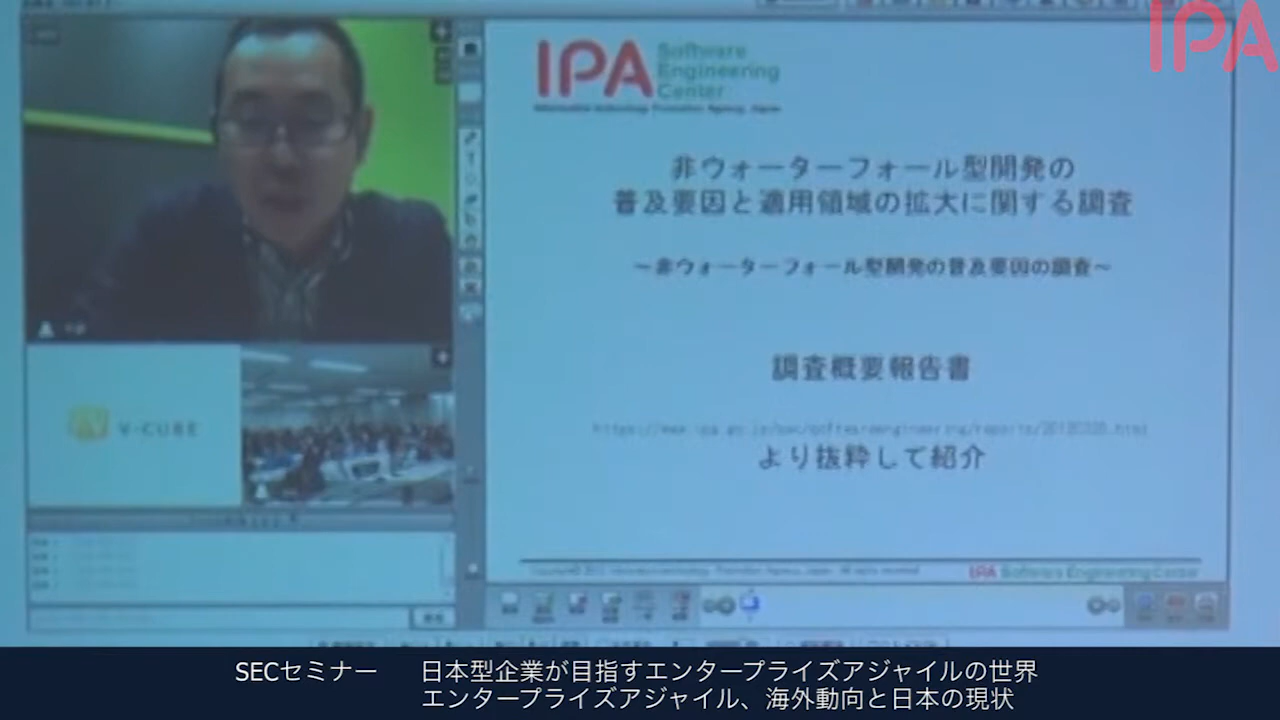 IPA
IPA
Software
Engineering
Center
Information-technology Promotion Agency, Japan
非ウォーターフォール型開発の
普及要因と適用領域の拡大に関する調査
～非ウォーターフォール型開発の普及要因の調査～
調査概要報告書
より抜粋して紹介
V-CUBE
IPA Software Engineering Center
SECセミナー 日本型企業が目指すエンタープライズアジャイルの世界
エンタープライズアジャイル、海外動向と日本の現状